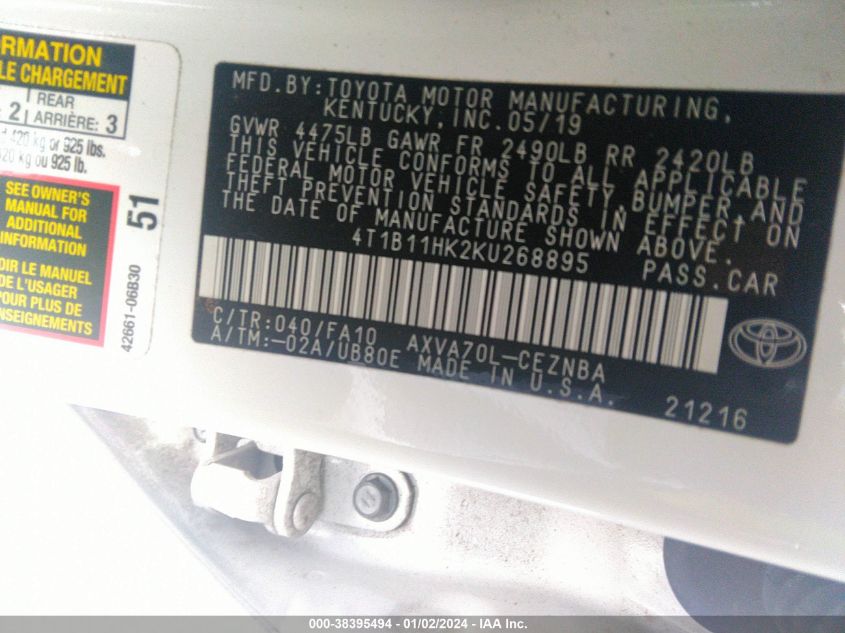 RMATION
LE CHARGEMENT
2 | REAR
ARRIÈRE: 3
420 kg or 925 lbs.
420 kg ou 925 lb.
SEE OWNER'S
MANUAL FOR
ADDITIONAL
INFORMATION
DIR LE MANUEL
DE L'USAGER
POUR PLUS DE
NSEIGNEMENTS
42661-06B30
51
MFD.BY:TOYOTA MOTOR MANUFACTURING,
KENTUCKY,INC.05/19
GVWR 4475LB GAWR FR 2490LB RR 2420LB
THIS VEHICLE CONFORMS TO ALL APPLICABLE
FEDERAL MOTOR VEHICLE SAFETY,BUMPER,AND
THEFT PREVENTION STANDARDS IN EFFECT ON
THE DATE OF MANUFACTURE SHOWN ABOVE.
4T1B11HK2KU268895 PASS.CAR
C/TR:040/FA10 AXVA70L-CEZNBA
A/TM:-02A/UB80E MADE IN U.S.A.
21216
000-38395494 - 01/02/2024 - IAA Inc.